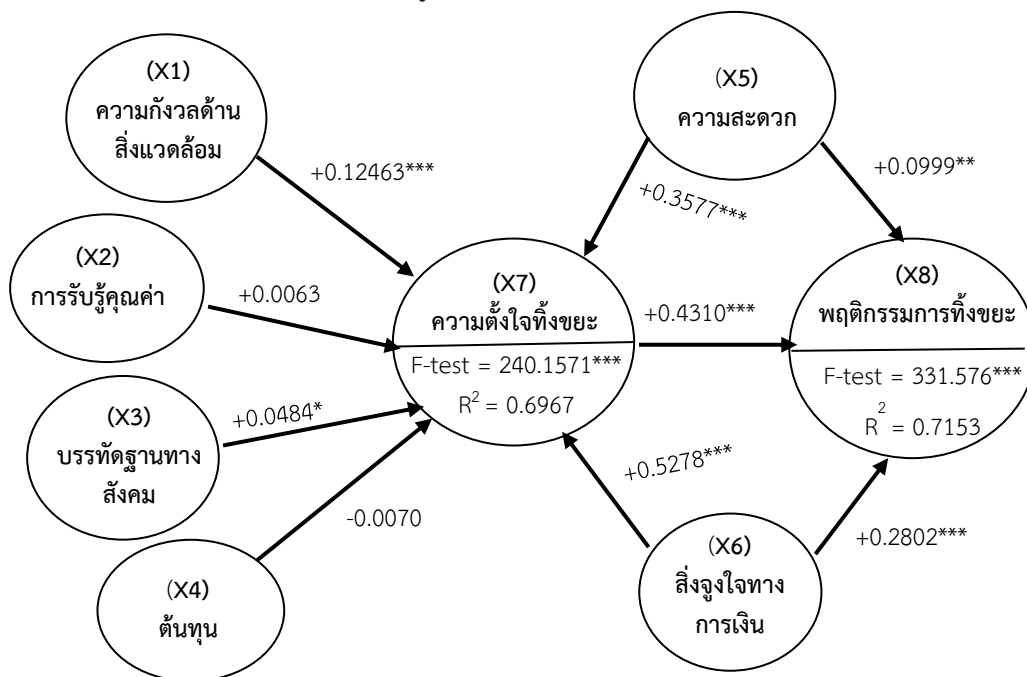 (X1)
ความกังวลด้าน
สิ่งแวดล้อม
+0.12463***
(X2)
การรับรู้คุณค่า
+0.0063
(X3)
บรรทัดฐานทาง
สังคม
+0.0484*
(X4)
ต้นทุน
-0.0070
(X5)
ความสะดวก
+0.3577***
+0.0999**
(X7)
ความตั้งใจทิ้งขยะ
F-test = 240.1571***
R² = 0.6967
+0.4310***
(X8)
พฤติกรรมการทิ้งขยะ
F-test = 331.576***
R² = 0.7153
+0.5278***
(X6)
สิ่งจูงใจทาง
การเงิน
+0.2802***